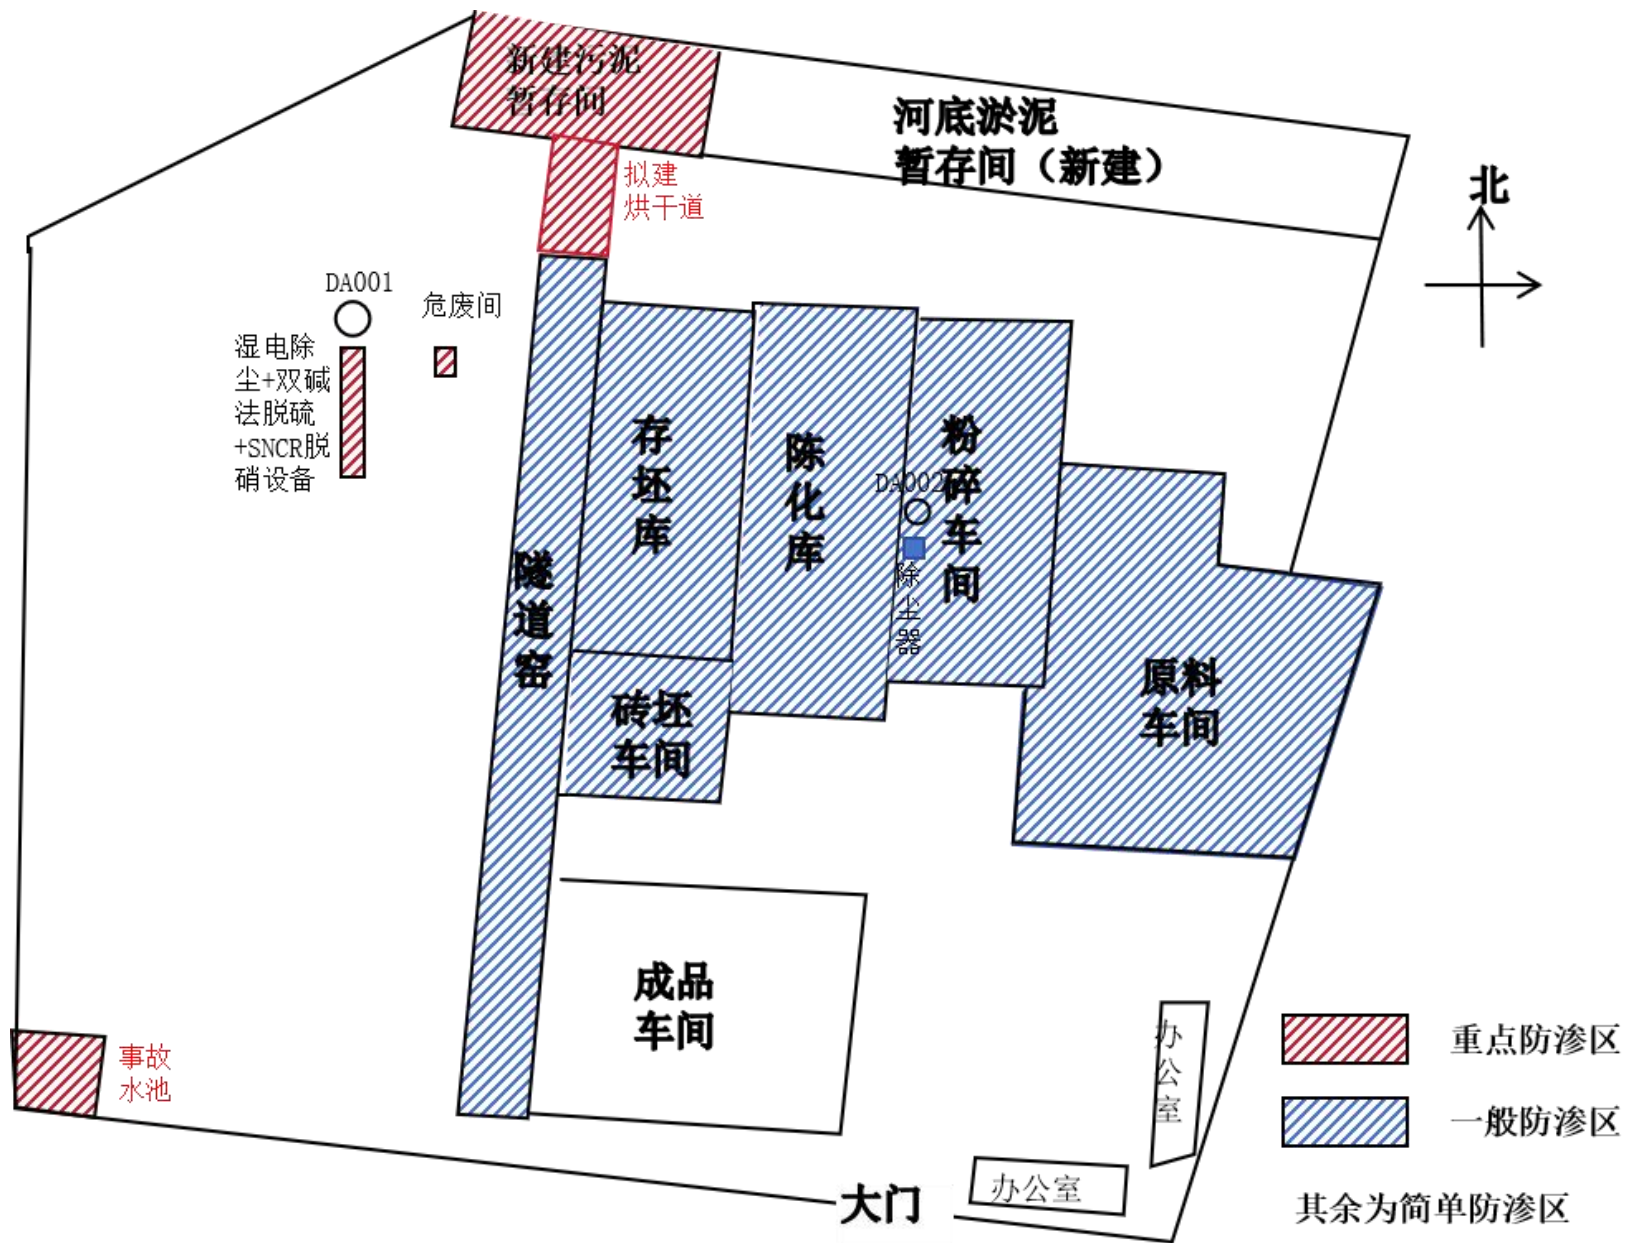 新建污泥
暂存间
河底淤泥
暂存间（新建）
拟建
烘干道
北
DA001
危废间
湿电除
尘+双碱
法脱硫
+SNCR脱
硝设备
存
坯
库
陈
化
库
粉
碎
车
间
DA002
除
尘
器
隧
道
窑
砖坯
车间
原料
车间
成品
车间
事故
水池
办
公
室
办公室
大门
重点防渗区
一般防渗区
其余为简单防渗区